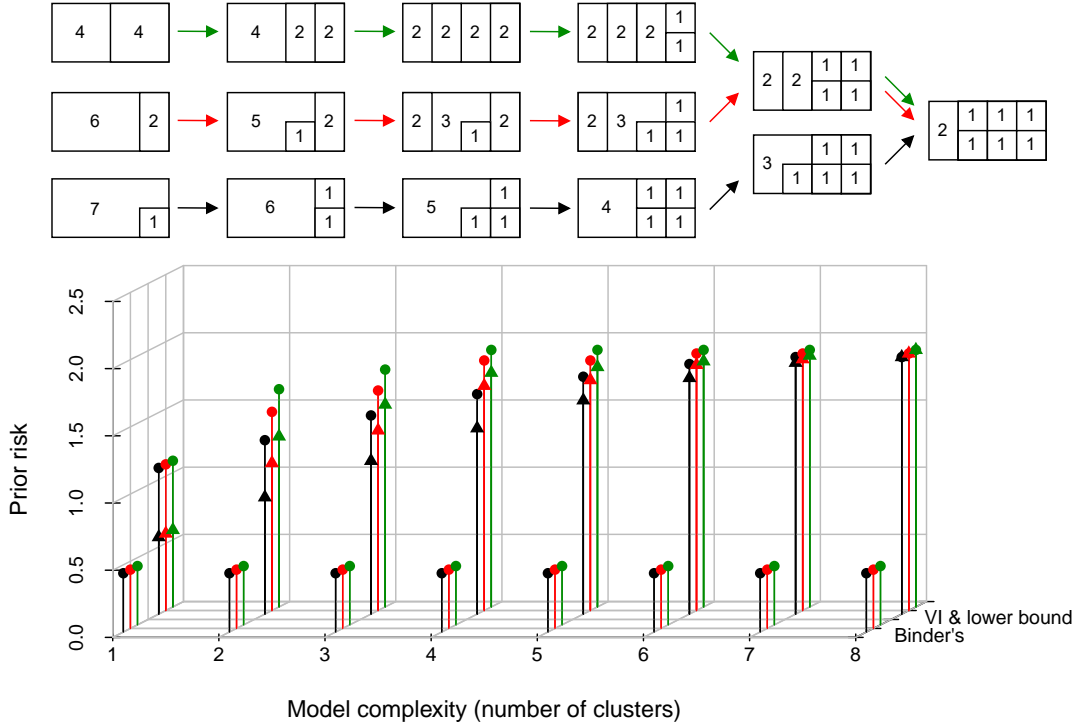 4 4 4 2 2 2 2 2 2 2 2 2 1
1
2 2 1 1
1 1
6 2 5 1 2 2 3 1 2 2 3 1
1 1
2 1 1 1
1 1 1
3 1 1
1 1 1
7 1 6 1
1
5 1
1 1
4 1 1
1 1
2.5
2.0
1.5
1.0
0.5
0.0
Prior risk
VI & lower bound
Binder's
1 2 3 4 5 6 7 8
Model complexity (number of clusters)